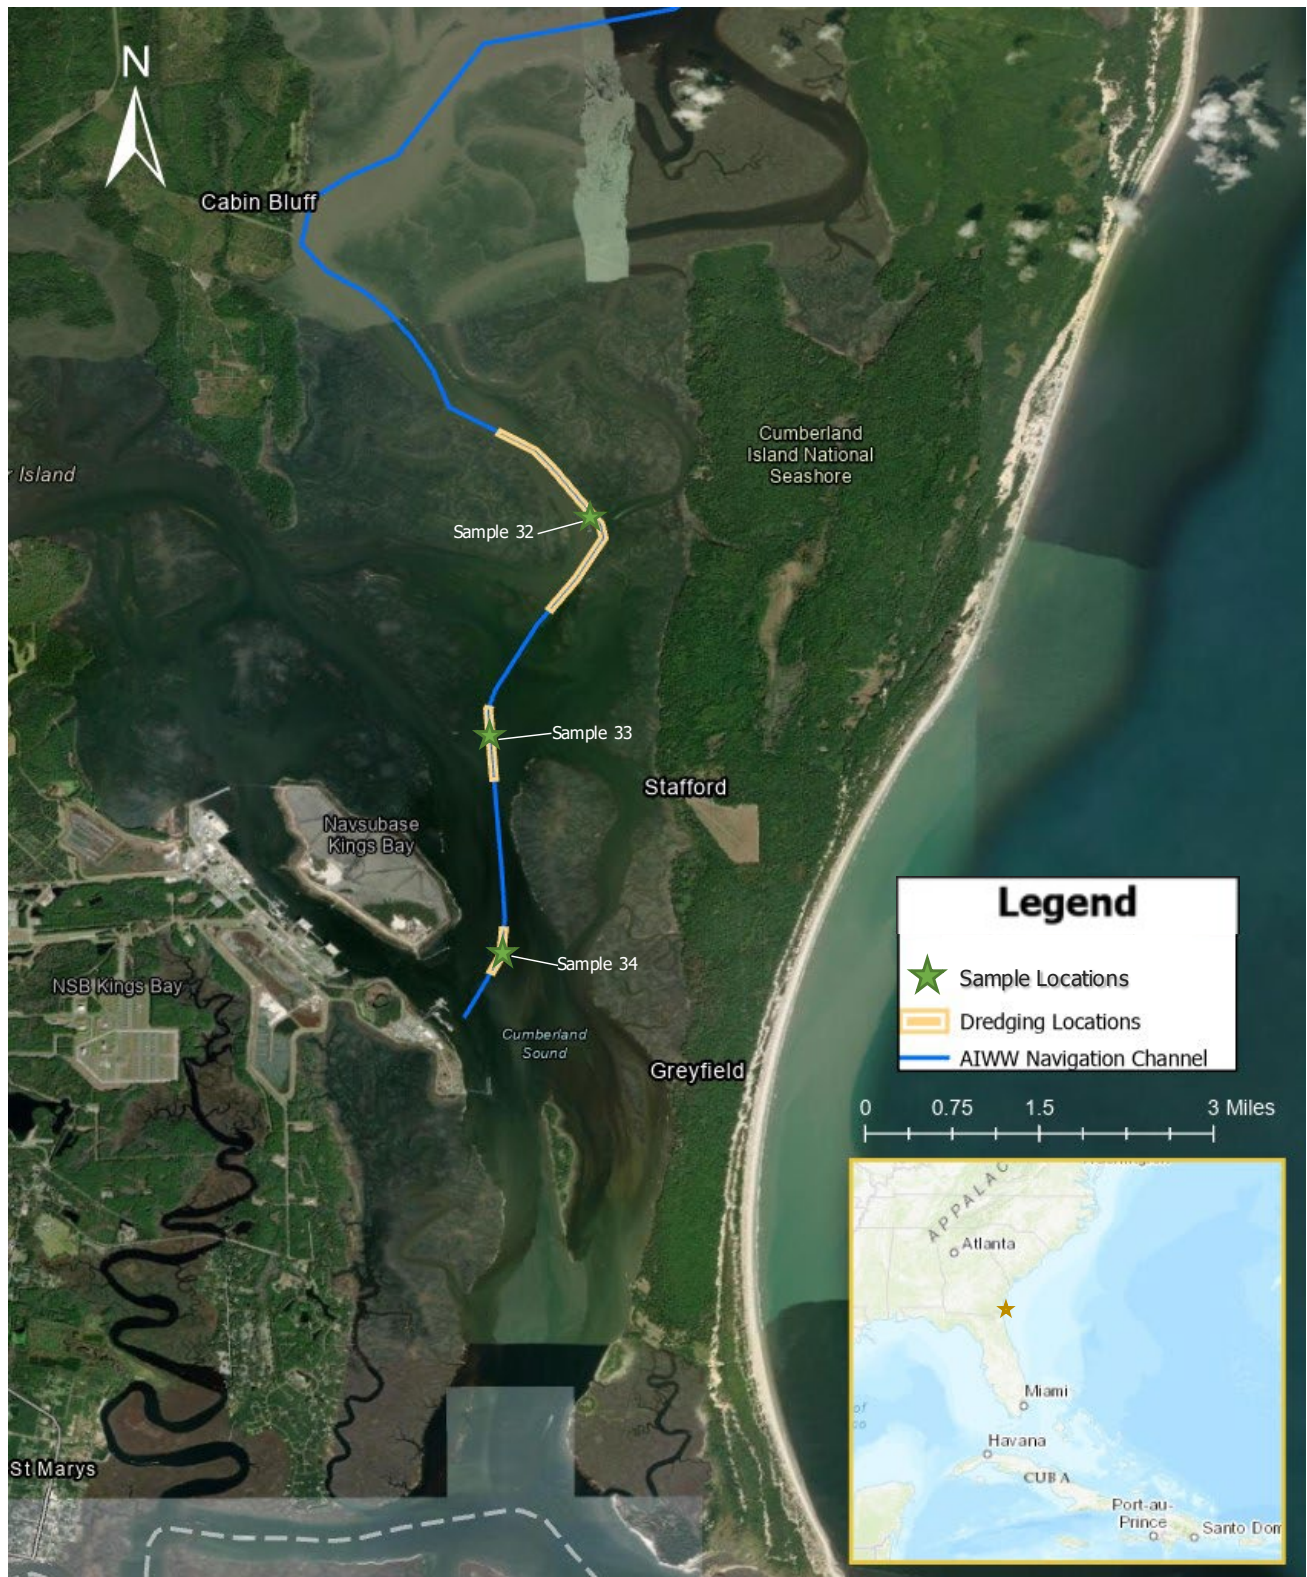 N
Cabin Bluff
Cumberland
Island National
Seashore
r Island
Sample 32
Sample 33
Stafford
Navsubase
Kings Bay
Legend
Sample Locations
Dredging Locations
AIWW Navigation Channel
Sample 34
NSB Kings Bay
Cumberland
Sound
Greyfield
0 0.75 1.5 3 Miles
APPALAC
Atlanta
Miami
of
Havana
CUBA
Port-au-
Prince
Santo Dom
St Marys